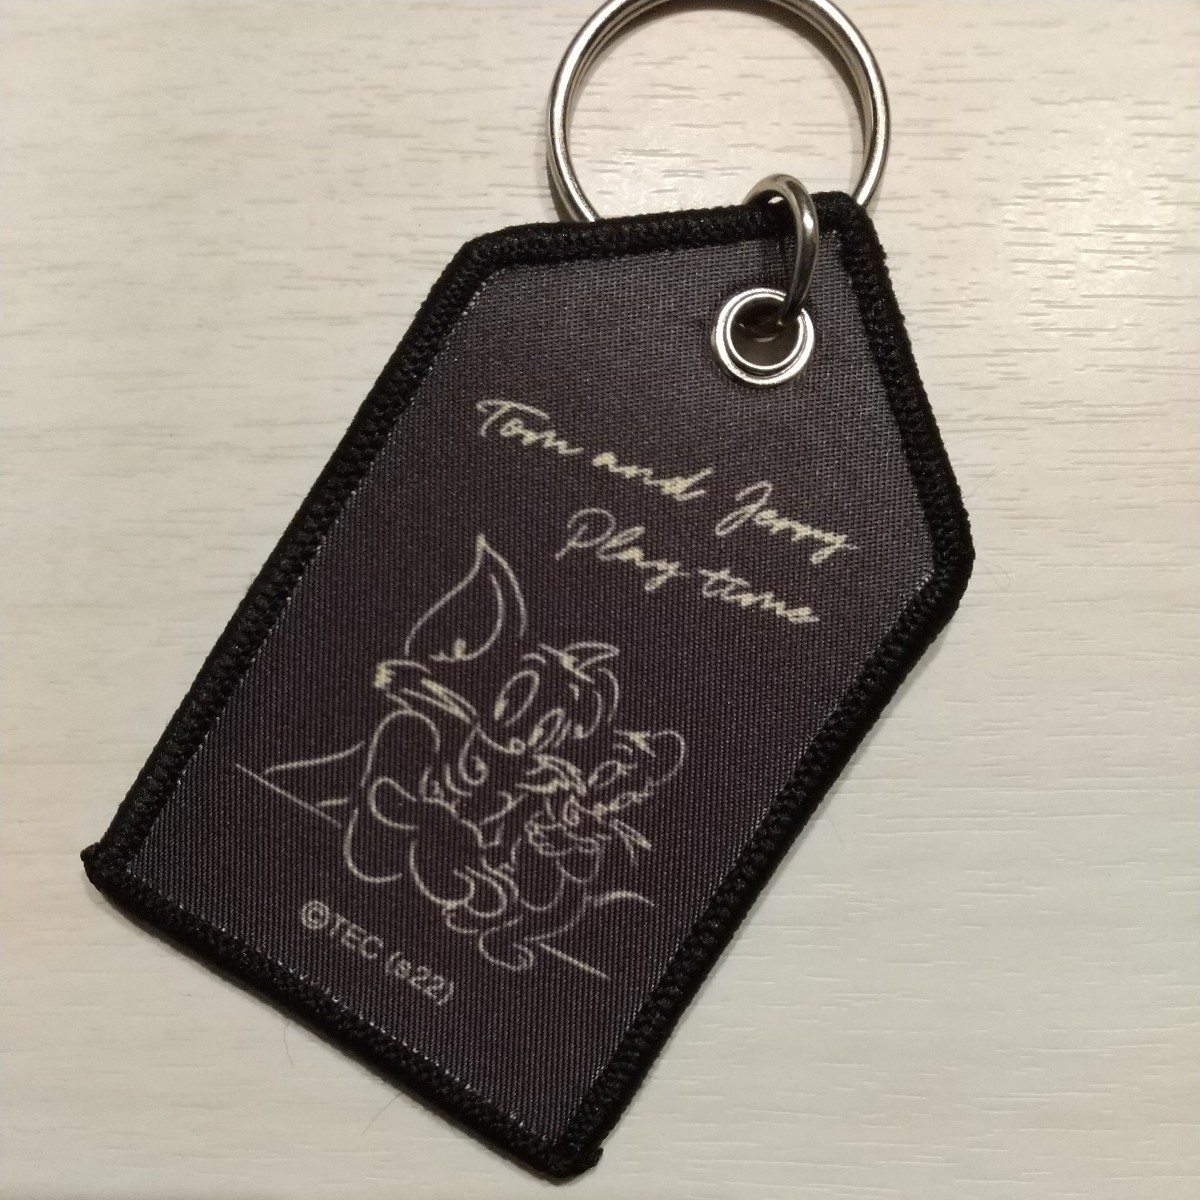 Tom and Jerry
Play time
©TEC (s22)